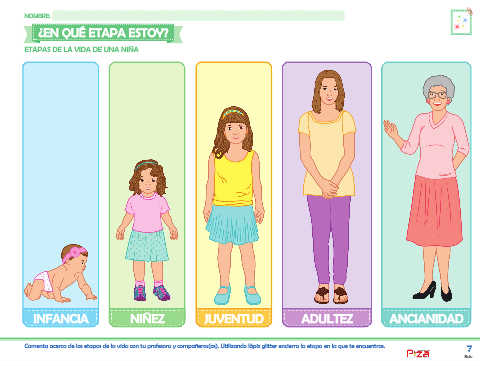 NOMBRE:
¿EN QUÉ ETAPA ESTOY?
ETAPAS DE LA VIDA DE UNA NIÑA
INFANCIA
NIÑEZ
JUVENTUD
ADULTEZ
ANCIANIDAD
Comenta acerca de las etapas de la vida con tu profesora y compañeros(as). Utilizando lápiz glitter encierra la etapa en la que te encuentras.
7